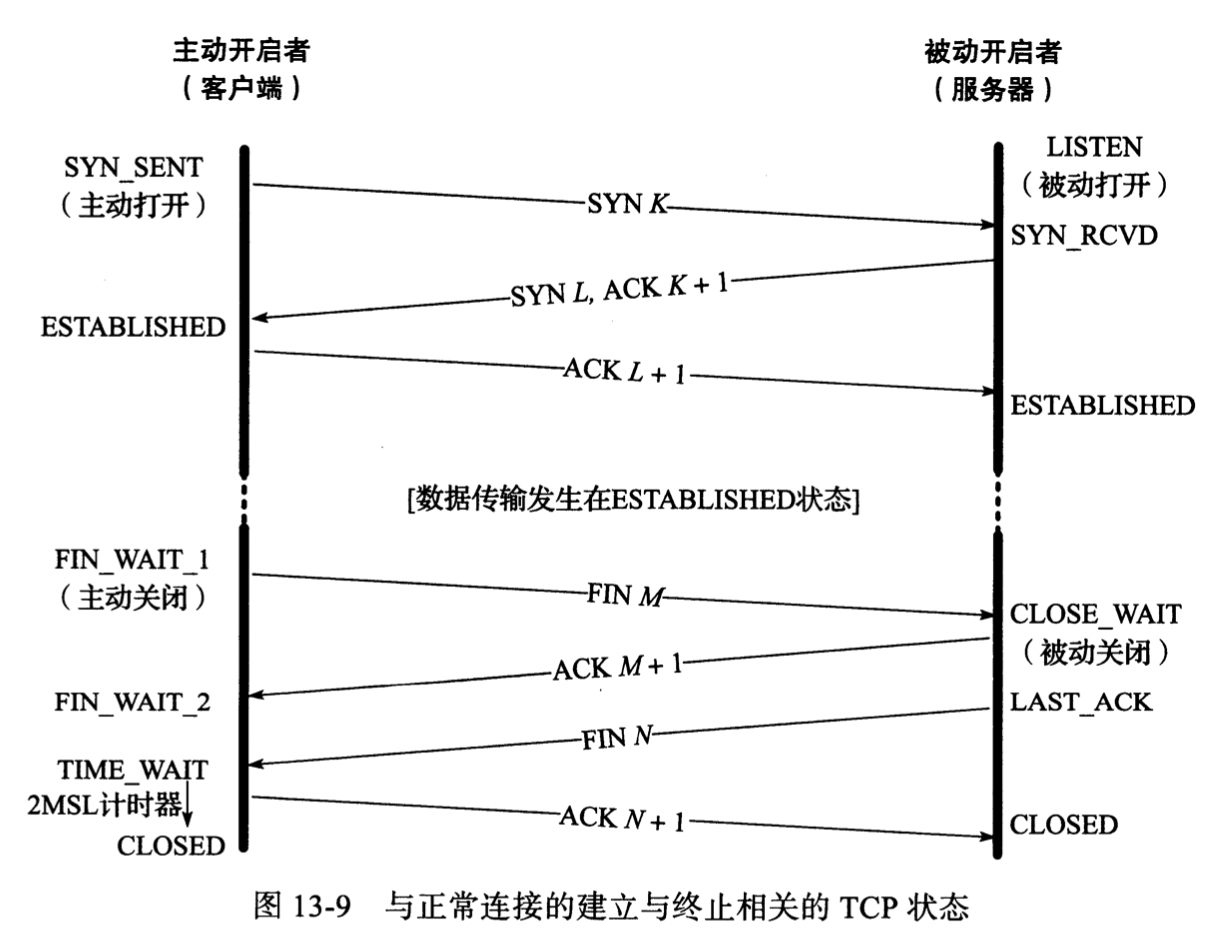 主动开启者
（客户端）
被动开启者
（服务器）
SYN_SENT
（主动打开）
LISTEN
（被动打开）
SYN K
SYN_RCVD
SYN L, ACK K + 1
ESTABLISHED
ACK L + 1
ESTABLISHED
[数据传输发生在ESTABLISHED状态]
FIN_WAIT_1
（主动关闭）
FIN M
CLOSE_WAIT
（被动关闭）
ACK M + 1
FIN_WAIT_2
LAST_ACK
FIN N
TIME_WAIT
2MSL计时器
CLOSED
ACK N + 1
CLOSED
图 13-9 与正常连接的建立与终止相关的 TCP 状态